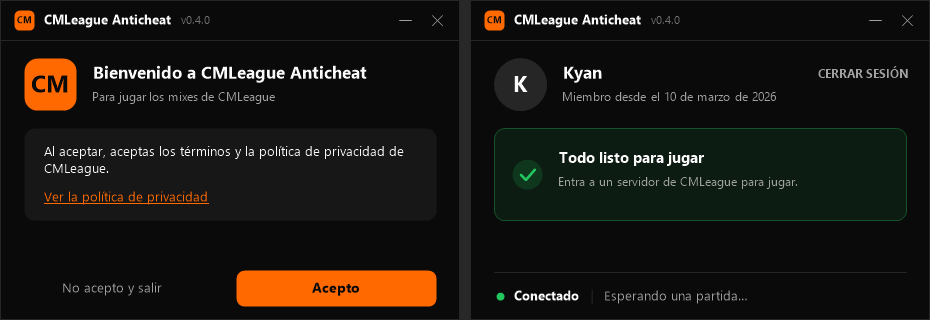 CM CMLeague Anticheat v0.4.0
CM
Bienvenido a CMLeague Anticheat
Para jugar los mixes de CMLeague
Al aceptar, aceptas los términos y la política de privacidad de
CMLeague.
Ver la política de privacidad
No acepto y salir
Acepto
CM CMLeague Anticheat v0.4.0
K
Kyan
Miembro desde el 10 de marzo de 2026
CERRAR SESIÓN
Todo listo para jugar
Entra a un servidor de CMLeague para jugar.
Conectado
Esperando una partida...